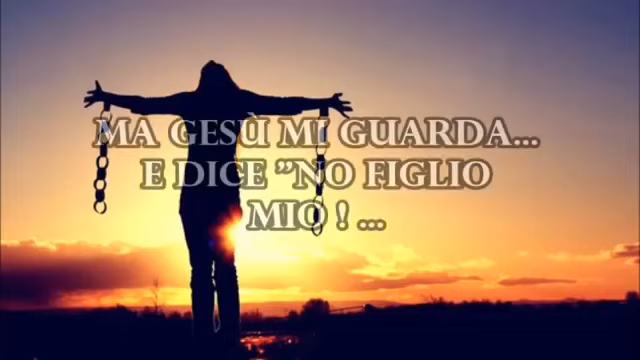 MA GESÙ MI GUARDA...
E DICE "NO FIGLIO
MIO ! ...